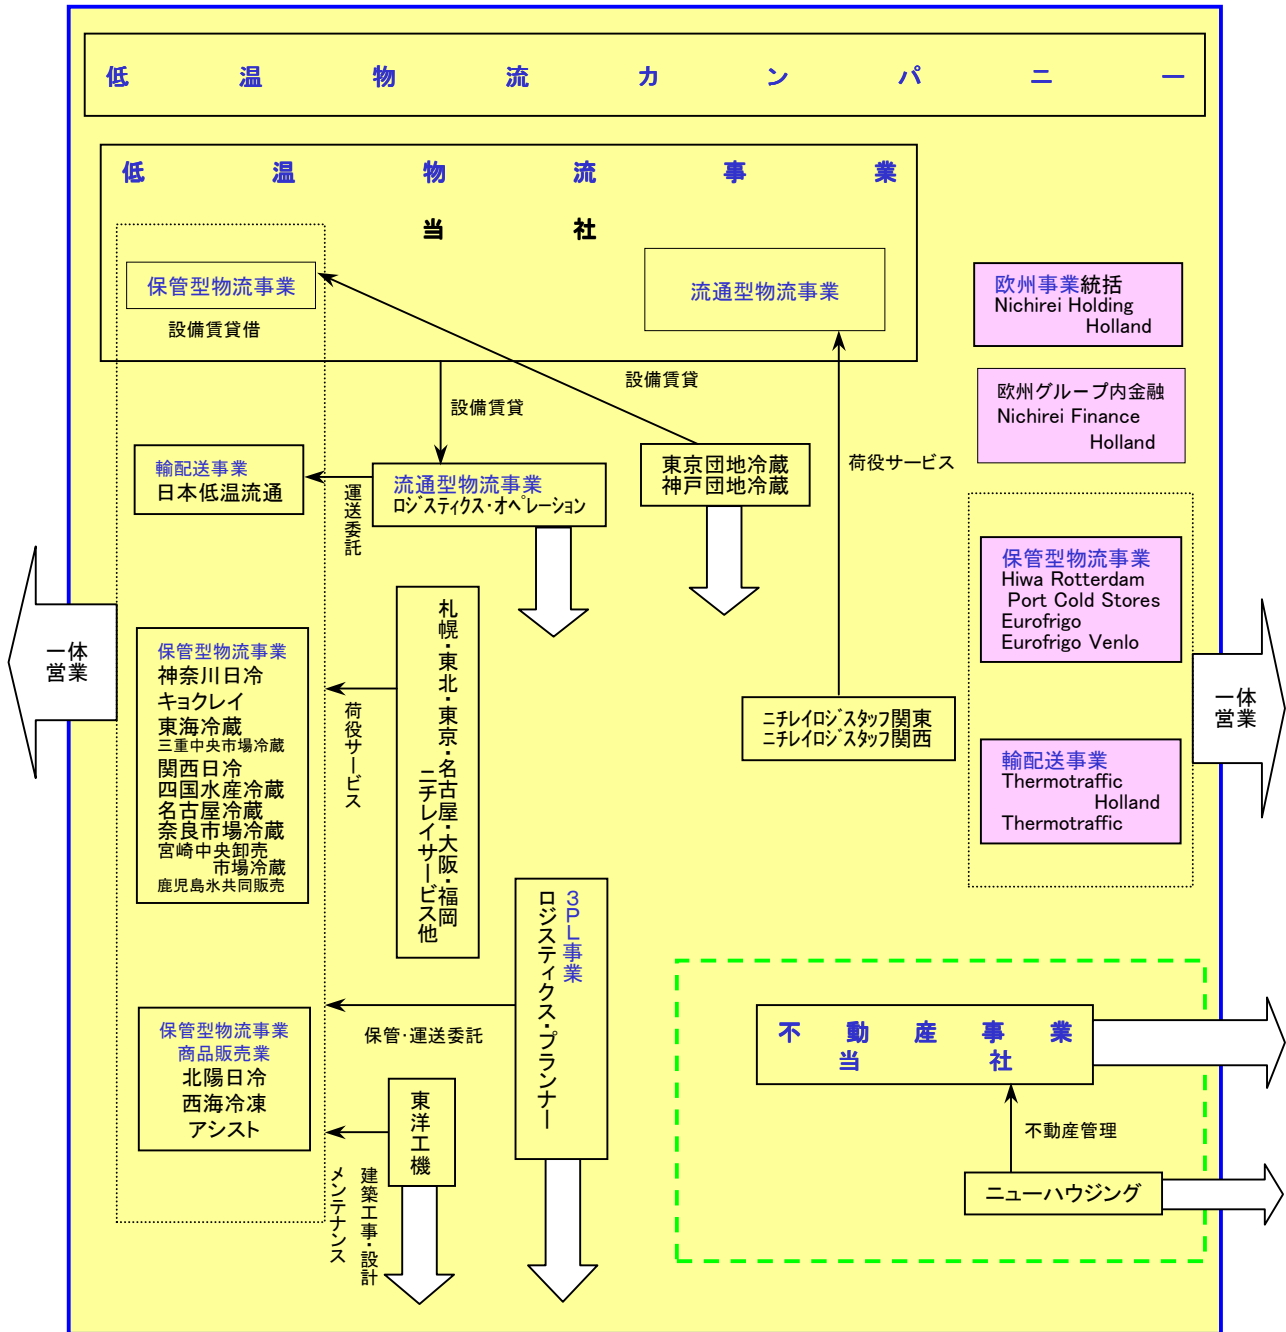 低温物流カンパニー
低温物流事業
当社
保管型物流事業
設備賃貸借
流通型物流事業
欧州事業統括
Nichirei Holding
Holland
設備賃貸
設備賃貸
欧州グループ内金融
Nichirei Finance
Holland
輸配送事業
日本低温流通
運送委託
流通型物流事業
ロジスティクス・オペレーション
東京団地冷蔵
神戸団地冷蔵
荷役サービス
保管型物流事業
Hiwa Rotterdam
Port Cold Stores
Eurofrigo
Eurofrigo Venlo
一体
営業
保管型物流事業
神奈川日冷
キョクレイ
東海冷蔵
三重中央市場冷蔵
関西日冷
四国水産冷蔵
名古屋冷蔵
奈良市場冷蔵
宮崎中央卸売
市場冷蔵
鹿児島氷共同販売
荷役サービス
札幌・東北・東京・名古屋・大阪・福岡
ニチレイサービス他
ニチレイロジスタッフ関東
ニチレイロジスタッフ関西
一体
営業
輸配送事業
Thermotraffic
Holland
Thermotraffic
3PL事業
ロジスティクス・プランナー
保管型物流事業
商品販売業
北陽日冷
西海冷凍
アシスト
保管・運送委託
東洋工機
建築工事・設計
メンテナンス
不動産事業
当社
不動産管理
ニューハウジング